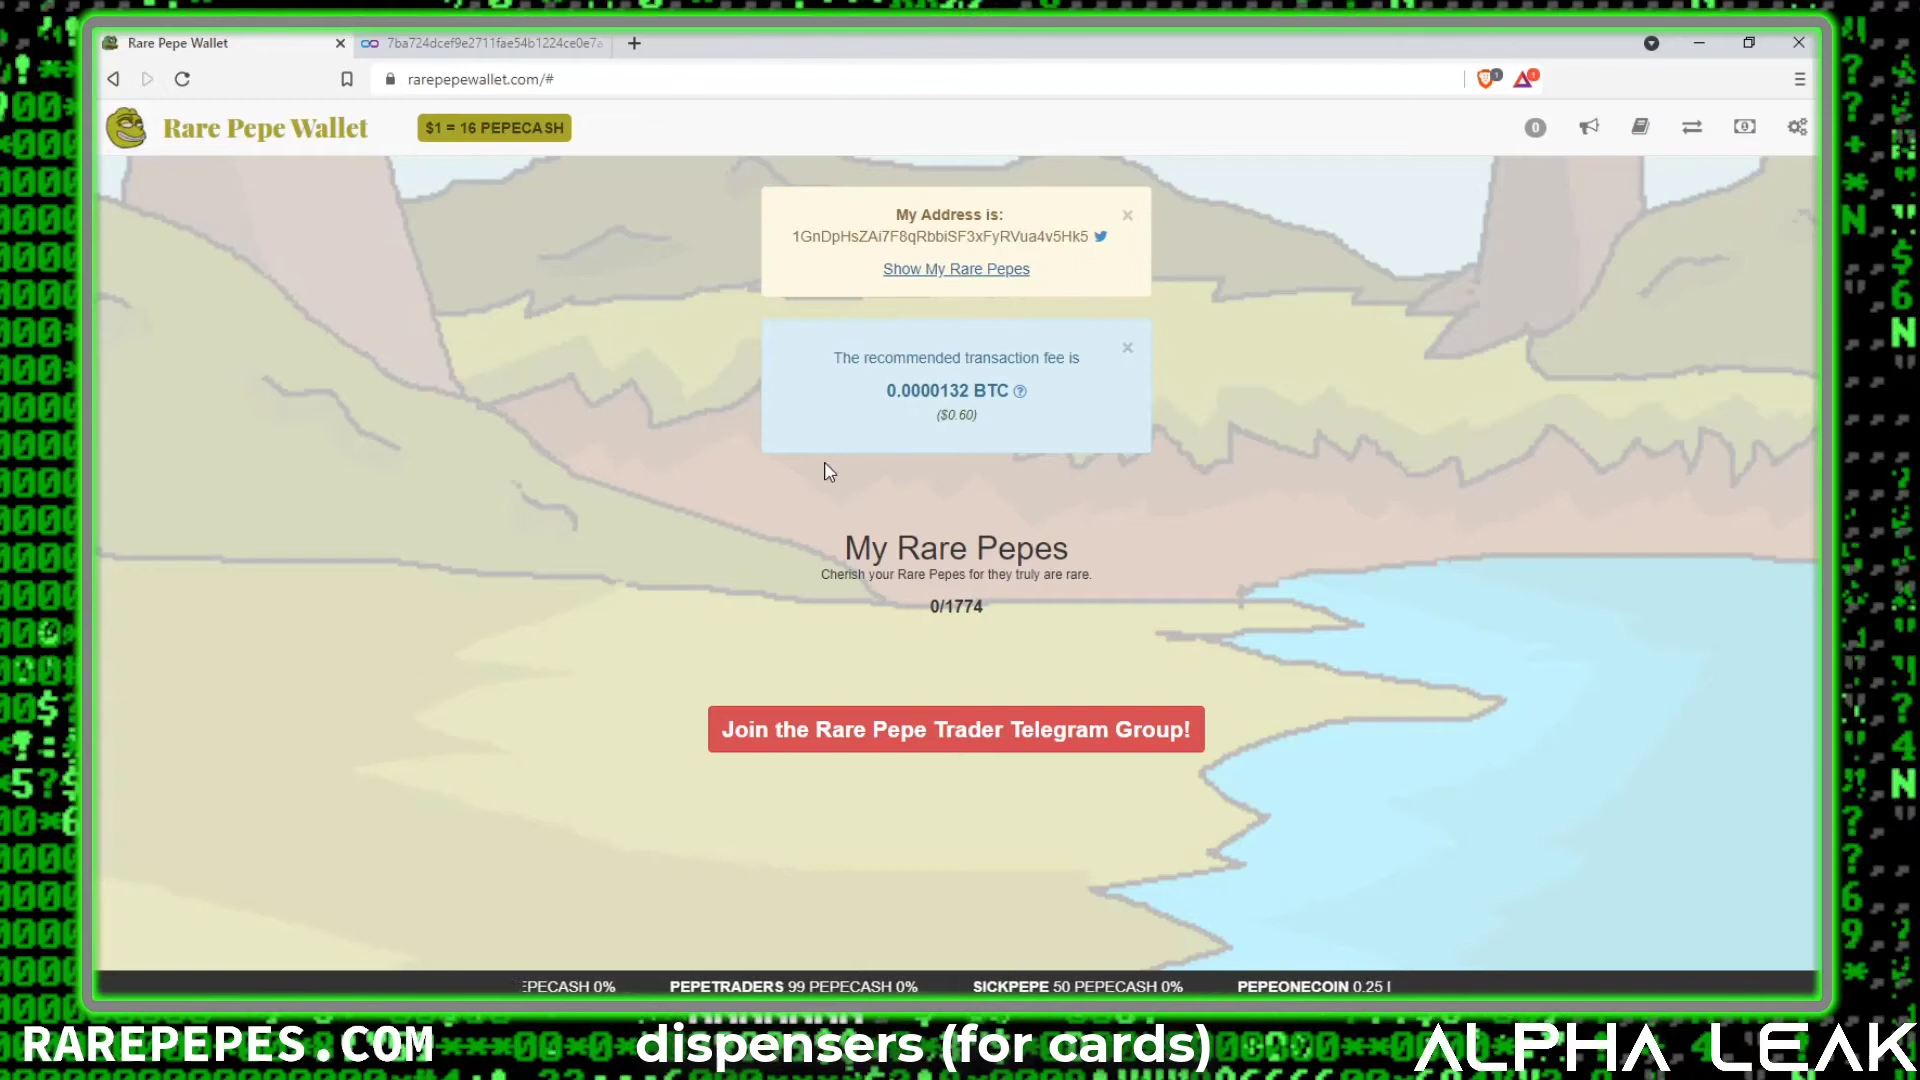 Rare Pepe Wallet
7ba724dcef9e2711fae54b1224ce0e7a
rarepepewallet.com/#
1
1
Rare Pepe Wallet
$1 = 16 PEPECASH
0
My Address is:
1GnDpHsZAi7F8qRbbiSF3xFyRVua4v5Hk5
Show My Rare Pepes
The recommended transaction fee is
0.0000132 BTC
($0.60)
My Rare Pepes
Cherish your Rare Pepes for they truly are rare.
0/1774
Join the Rare Pepe Trader Telegram Group!
EPECASH 0% PEPETRADERS 99 PEPECASH 0% SICKPEPE 50 PEPECASH 0% PEPEONECOIN 0.25
RAREPEPES.COM
dispensers (for cards)
ALPHA LEAK